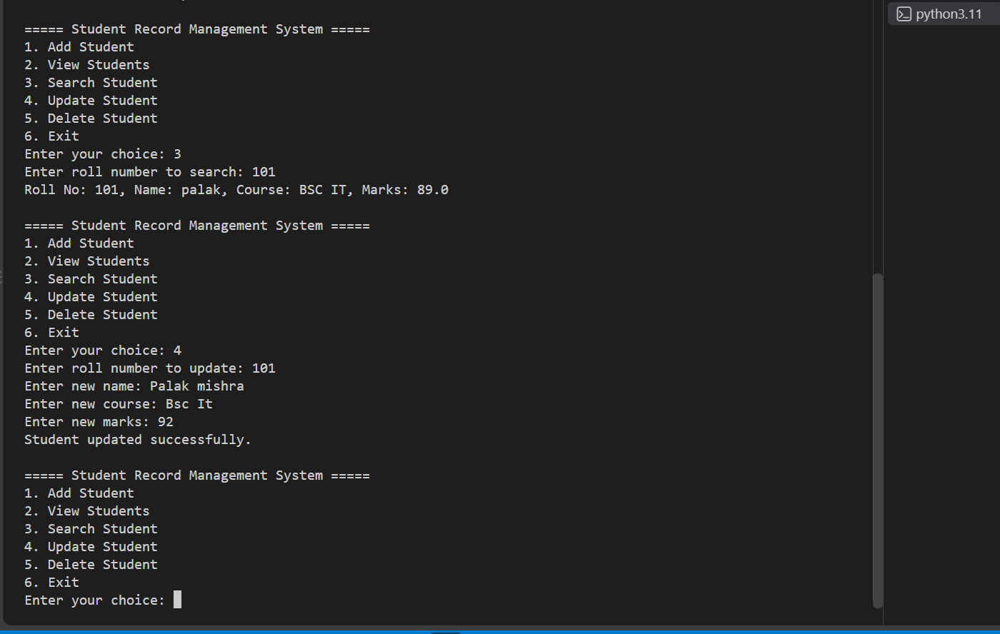 ===== Student Record Management System =====
1. Add Student
2. View Students
3. Search Student
4. Update Student
5. Delete Student
6. Exit
Enter your choice: 3
Enter roll number to search: 101
Roll No: 101, Name: palak, Course: BSC IT, Marks: 89.0
===== Student Record Management System =====
1. Add Student
2. View Students
3. Search Student
4. Update Student
5. Delete Student
6. Exit
Enter your choice: 4
Enter roll number to update: 101
Enter new name: Palak mishra
Enter new course: Bsc It
Enter new marks: 92
Student updated successfully.
===== Student Record Management System =====
1. Add Student
2. View Students
3. Search Student
4. Update Student
5. Delete Student
6. Exit
Enter your choice:
python3.11